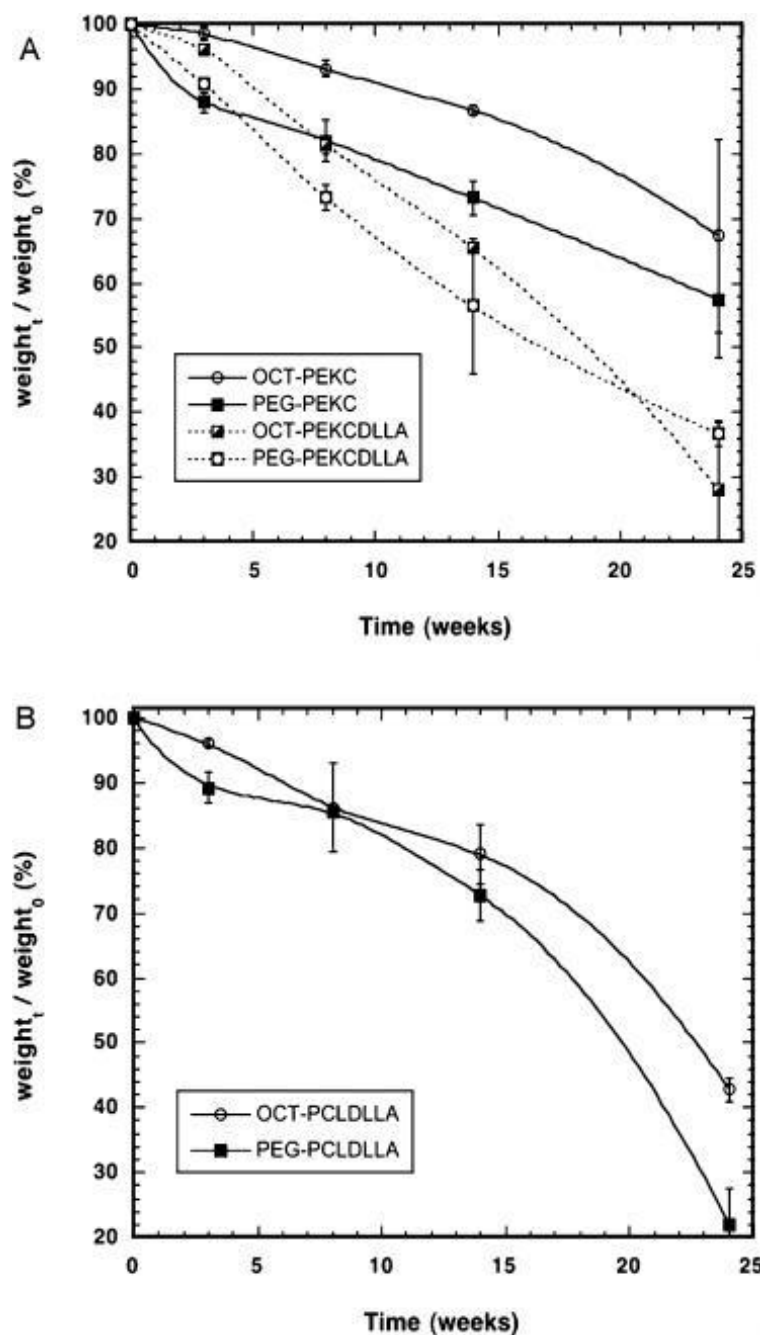 A
weight_t / weight_0 (%)
100
90
80
70
60
50
40
30
20
OCT-PEKC
PEG-PEKC
OCT-PEKCDLLA
PEG-PEKCDLLA
0 5 10 15 20 25
Time (weeks)
B
weight_t / weight_0 (%)
100
90
80
70
60
50
40
30
20
OCT-PCLDLLA
PEG-PCLDLLA
0 5 10 15 20 25
Time (weeks)